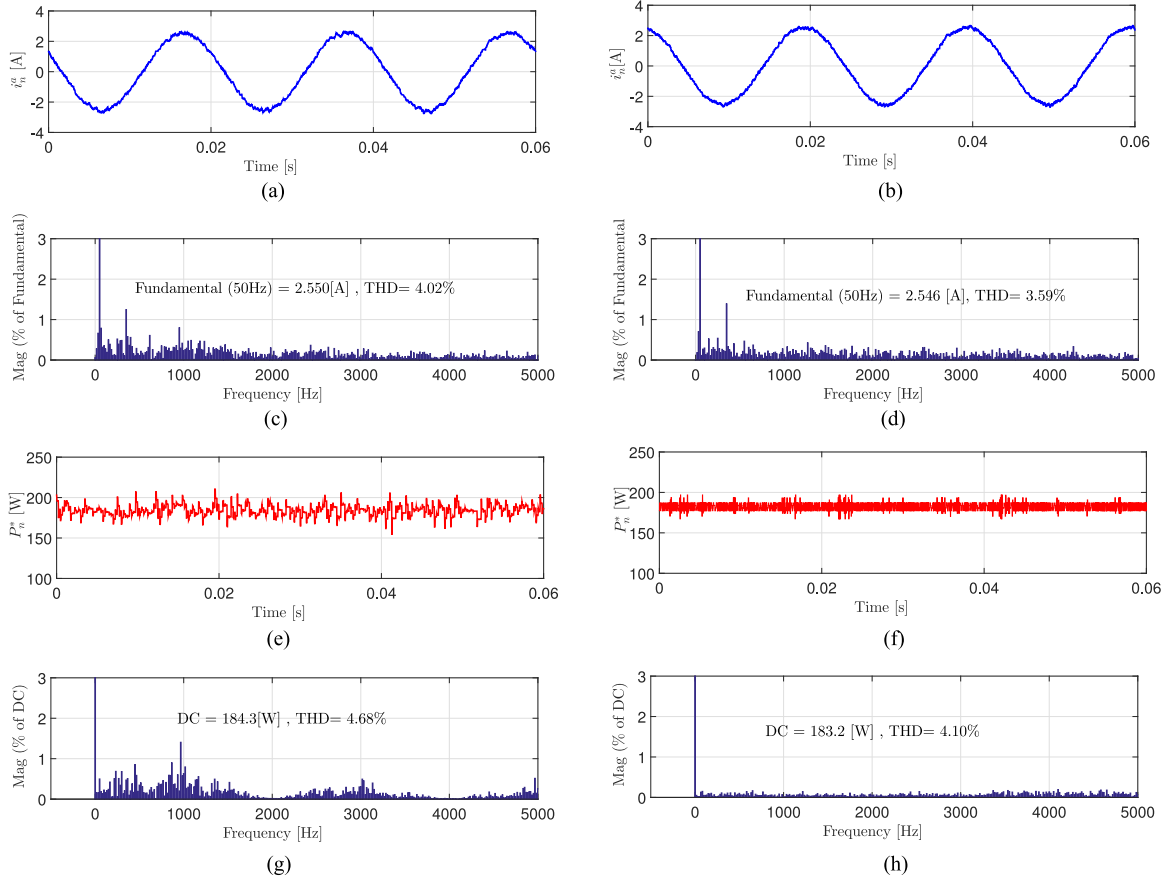 4
2
0
-2
-4
i_n^a [A]
0
0.02
0.04
0.06
Time [s]
(a)
4
2
0
-2
-4
i_n^a[A]
0
0.02
0.04
0.06
Time [s]
(b)
3
2
1
0
Mag (% of Fundamental)
Fundamental (50Hz) = 2.550[A] , THD= 4.02%
0
1000
2000
3000
4000
5000
Frequency [Hz]
(c)
3
2
1
0
Mag (% of Fundamental
Fundamental (50Hz) = 2.546 [A], THD= 3.59%
0
1000
2000
3000
4000
5000
Frequency [Hz]
(d)
250
200
150
100
P_n^* [W]
0
0.02
0.04
0.06
Time [s]
(e)
250
200
150
100
P_n^* [W]
0
0.02
0.04
0.06
Time [s]
(f)
3
2
1
0
Mag (% of DC)
DC = 184.3[W] , THD= 4.68%
0
1000
2000
3000
4000
5000
Frequency [Hz]
(g)
3
2
1
0
Mag (% of DC)
DC = 183.2 [W] , THD= 4.10%
0
1000
2000
3000
4000
5000
Frequency [Hz]
(h)